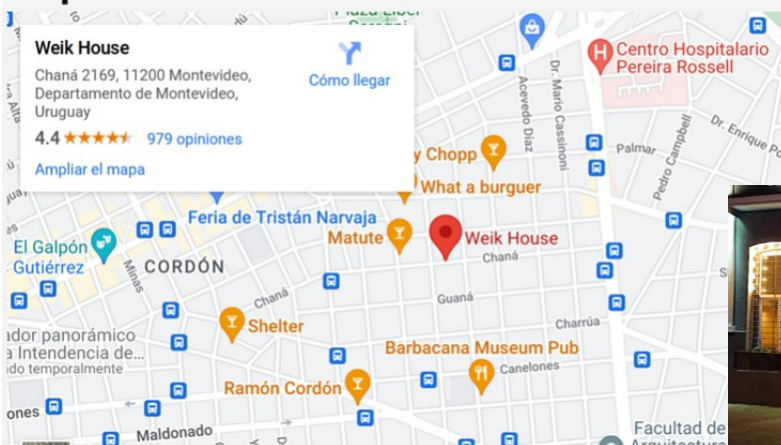 Weik House
Chaná 2169, 11200 Montevideo,
Departamento de Montevideo,
Uruguay
4.4
979 opiniones
Ampliar el mapa
Cómo llegar
Centro Hospitalario
Pereira Rossell
Acevedo Díaz
Dr. Mario Cassinoni
Dr. Enrique
Palmar
Pedro Campbell
y Chopp
What a burguer
Feria de Tristán Narvaja
Matute
Weik House
Chaná
El Galpón
Gutiérrez
Minas
CORDÓN
Chaná
Guaná
Shelter
Charrúa
ador panorámico
a Intendencia de...
ido temporalmente
Barbacana Museum Pub
Canelones
Ramón Cordón
ones
Maldonado
Facultad de